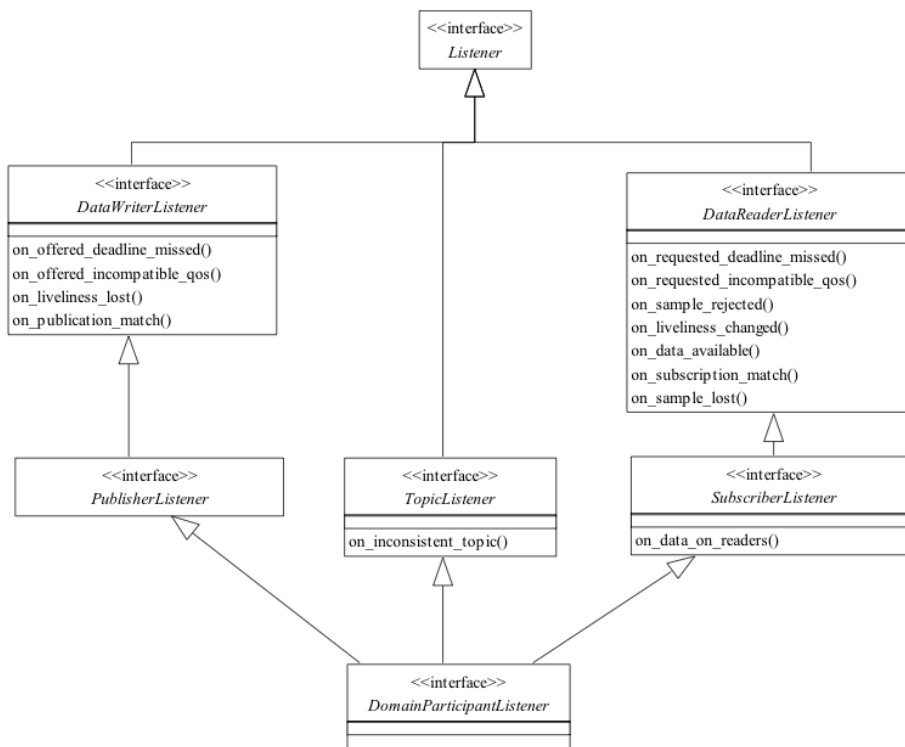 <<interface>>
Listener
<<interface>>
DataWriterListener
on_offered_deadline_missed()
on_offered_incompatible_qos()
on_liveliness_lost()
on_publication_match()
<<interface>>
DataReaderListener
on_requested_deadline_missed()
on_requested_incompatible_qos()
on_sample_rejected()
on_liveliness_changed()
on_data_available()
on_subscription_match()
on_sample_lost()
<<interface>>
PublisherListener
<<interface>>
TopicListener
on_inconsistent_topic()
<<interface>>
SubscriberListener
on_data_on_readers()
<<interface>>
DomainParticipantListener